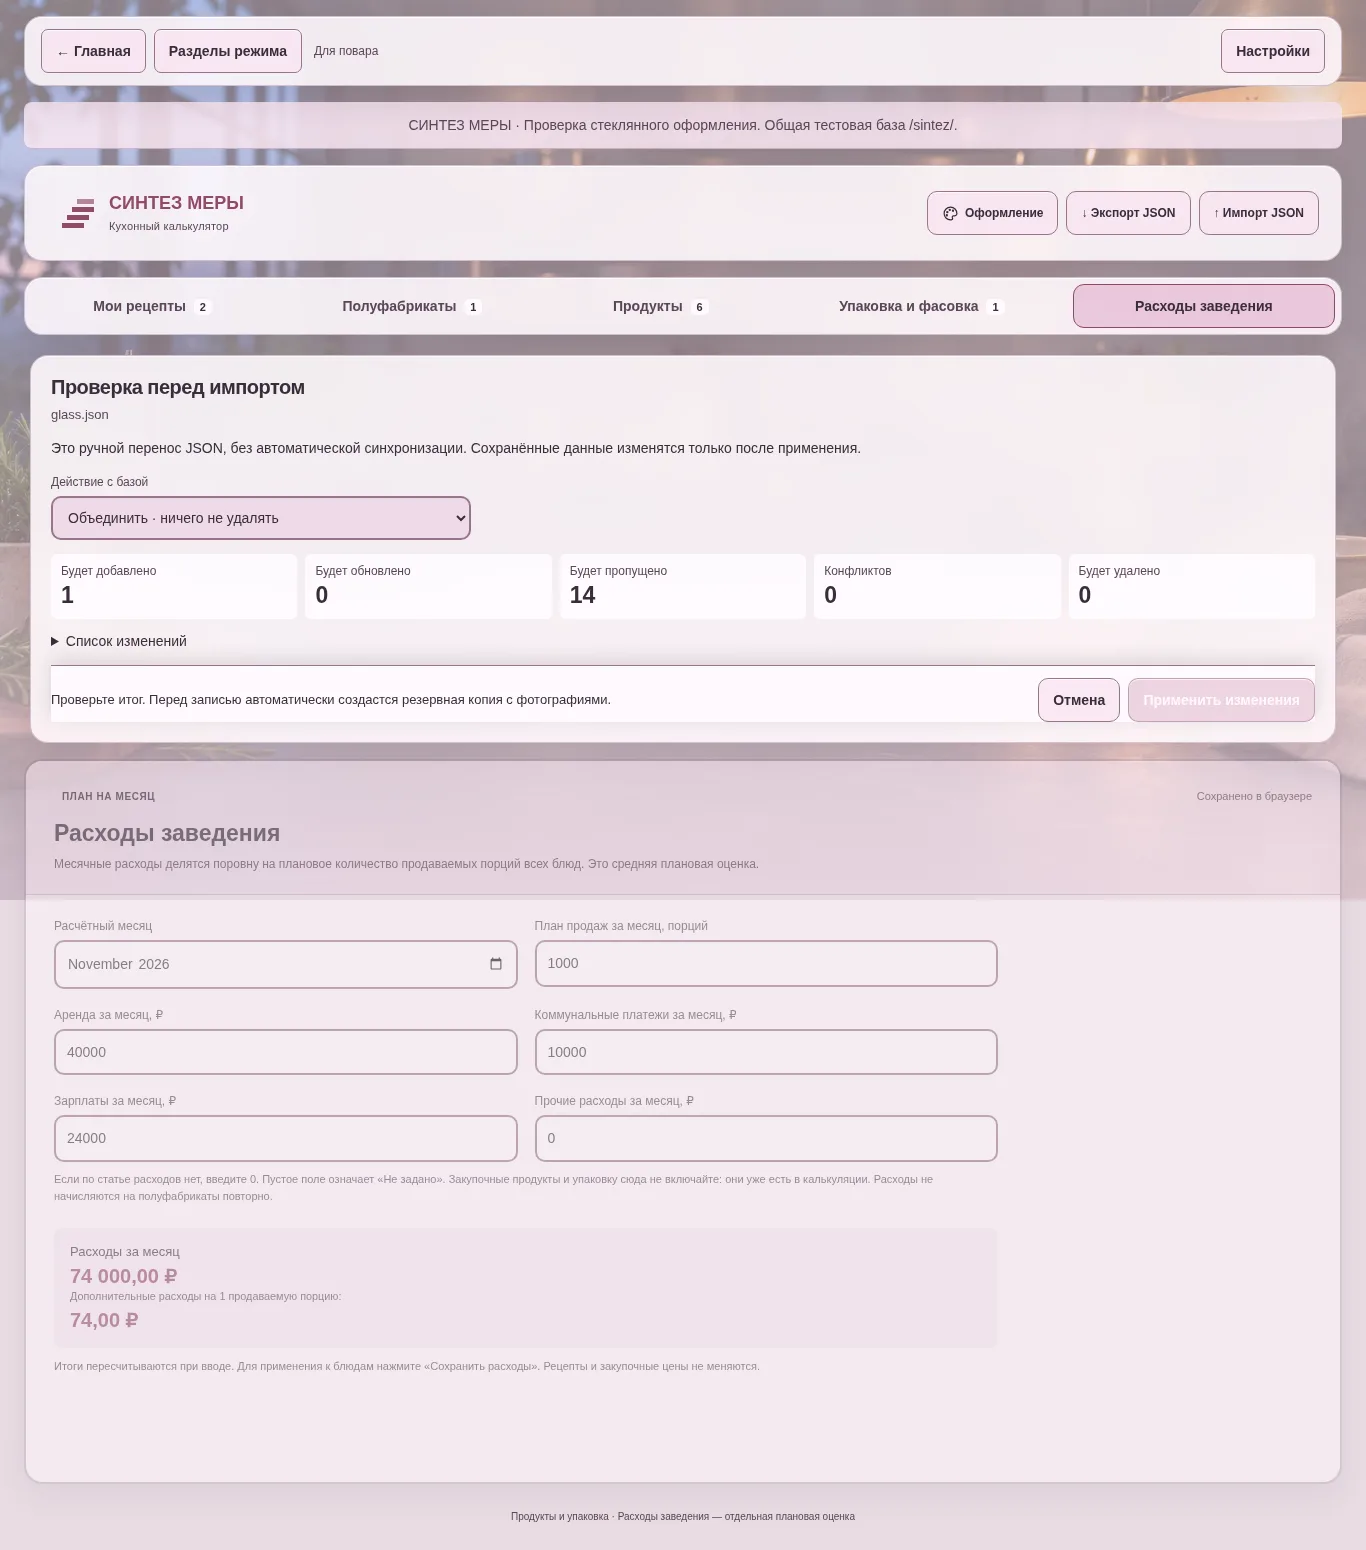 ← Главная
Разделы режима
Для повара
Настройки
СИНТЕЗ МЕРЫ · Проверка стеклянного оформления. Общая тестовая база /sintez/.
СИНТЕЗ МЕРЫ
Кухонный калькулятор
Оформление
↓ Экспорт JSON
↑ Импорт JSON
Мои рецепты 2
Полуфабрикаты 1
Продукты 6
Упаковка и фасовка 1
Расходы заведения
Проверка перед импортом
glass.json
Это ручной перенос JSON, без автоматической синхронизации. Сохранённые данные изменятся только после применения.
Действие с базой
Объединить · ничего не удалять
Будет добавлено
1
Будет обновлено
0
Будет пропущено
14
Конфликтов
0
Будет удалено
0
Список изменений
Проверьте итог. Перед записью автоматически создастся резервная копия с фотографиями.
Отмена
Применить изменения
ПЛАН НА МЕСЯЦ
Сохранено в браузере
Расходы заведения
Месячные расходы делятся поровну на плановое количество продаваемых порций всех блюд. Это средняя плановая оценка.
Расчётный месяц
November 2026
План продаж за месяц, порций
1000
Аренда за месяц, ₽
40000
Коммунальные платежи за месяц, ₽
10000
Зарплаты за месяц, ₽
24000
Прочие расходы за месяц, ₽
0
Если по статье расходов нет, введите 0. Пустое поле означает «Не задано». Закупочные продукты и упаковку сюда не включайте: они уже есть в калькуляции. Расходы не
начисляются на полуфабрикаты повторно.
Расходы за месяц
74 000,00 ₽
Дополнительные расходы на 1 продаваемую порцию:
74,00 ₽
Итоги пересчитываются при вводе. Для применения к блюдам нажмите «Сохранить расходы». Рецепты и закупочные цены не меняются.
Продукты и упаковка · Расходы заведения — отдельная плановая оценка